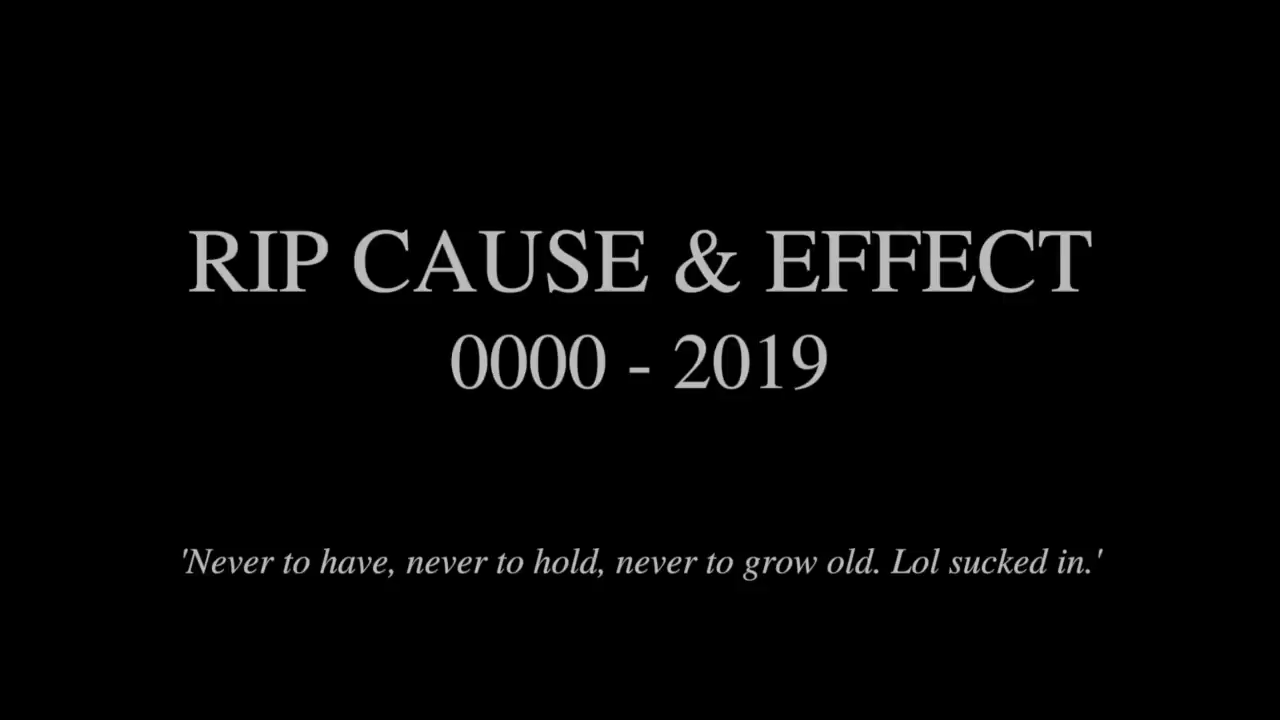 RIP CAUSE & EFFECT
0000 - 2019
'Never to have, never to hold, never to grow old. Lol sucked in.'